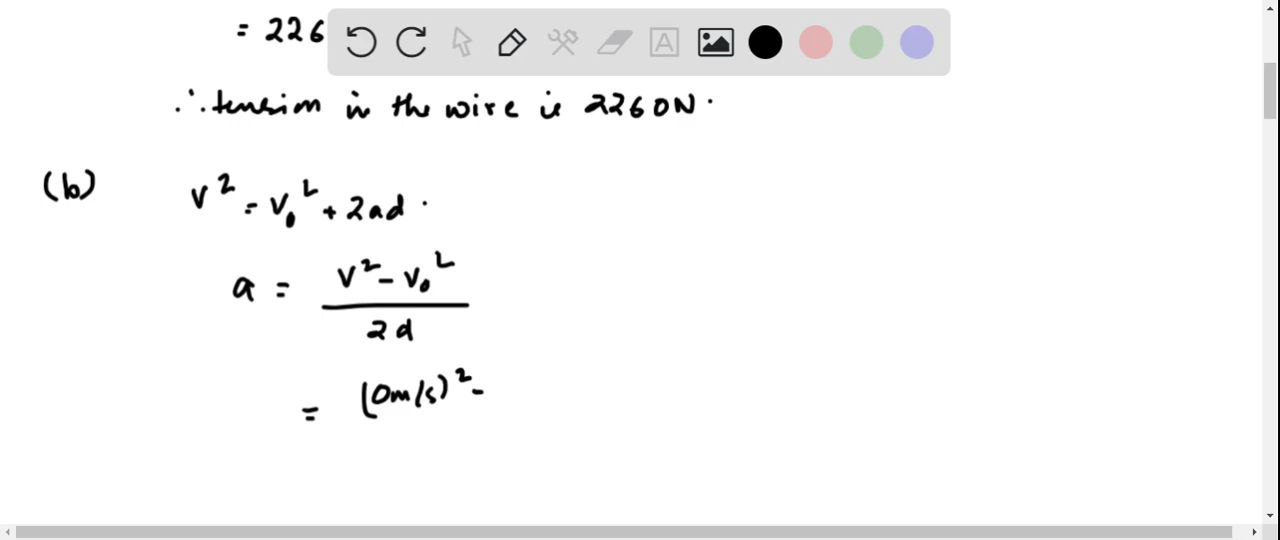 = 226
∴ tension in the wire is 2260N.
(b) v² = v₀² + 2ad.
a = v² - v₀²
2d
= (0m/s)² -